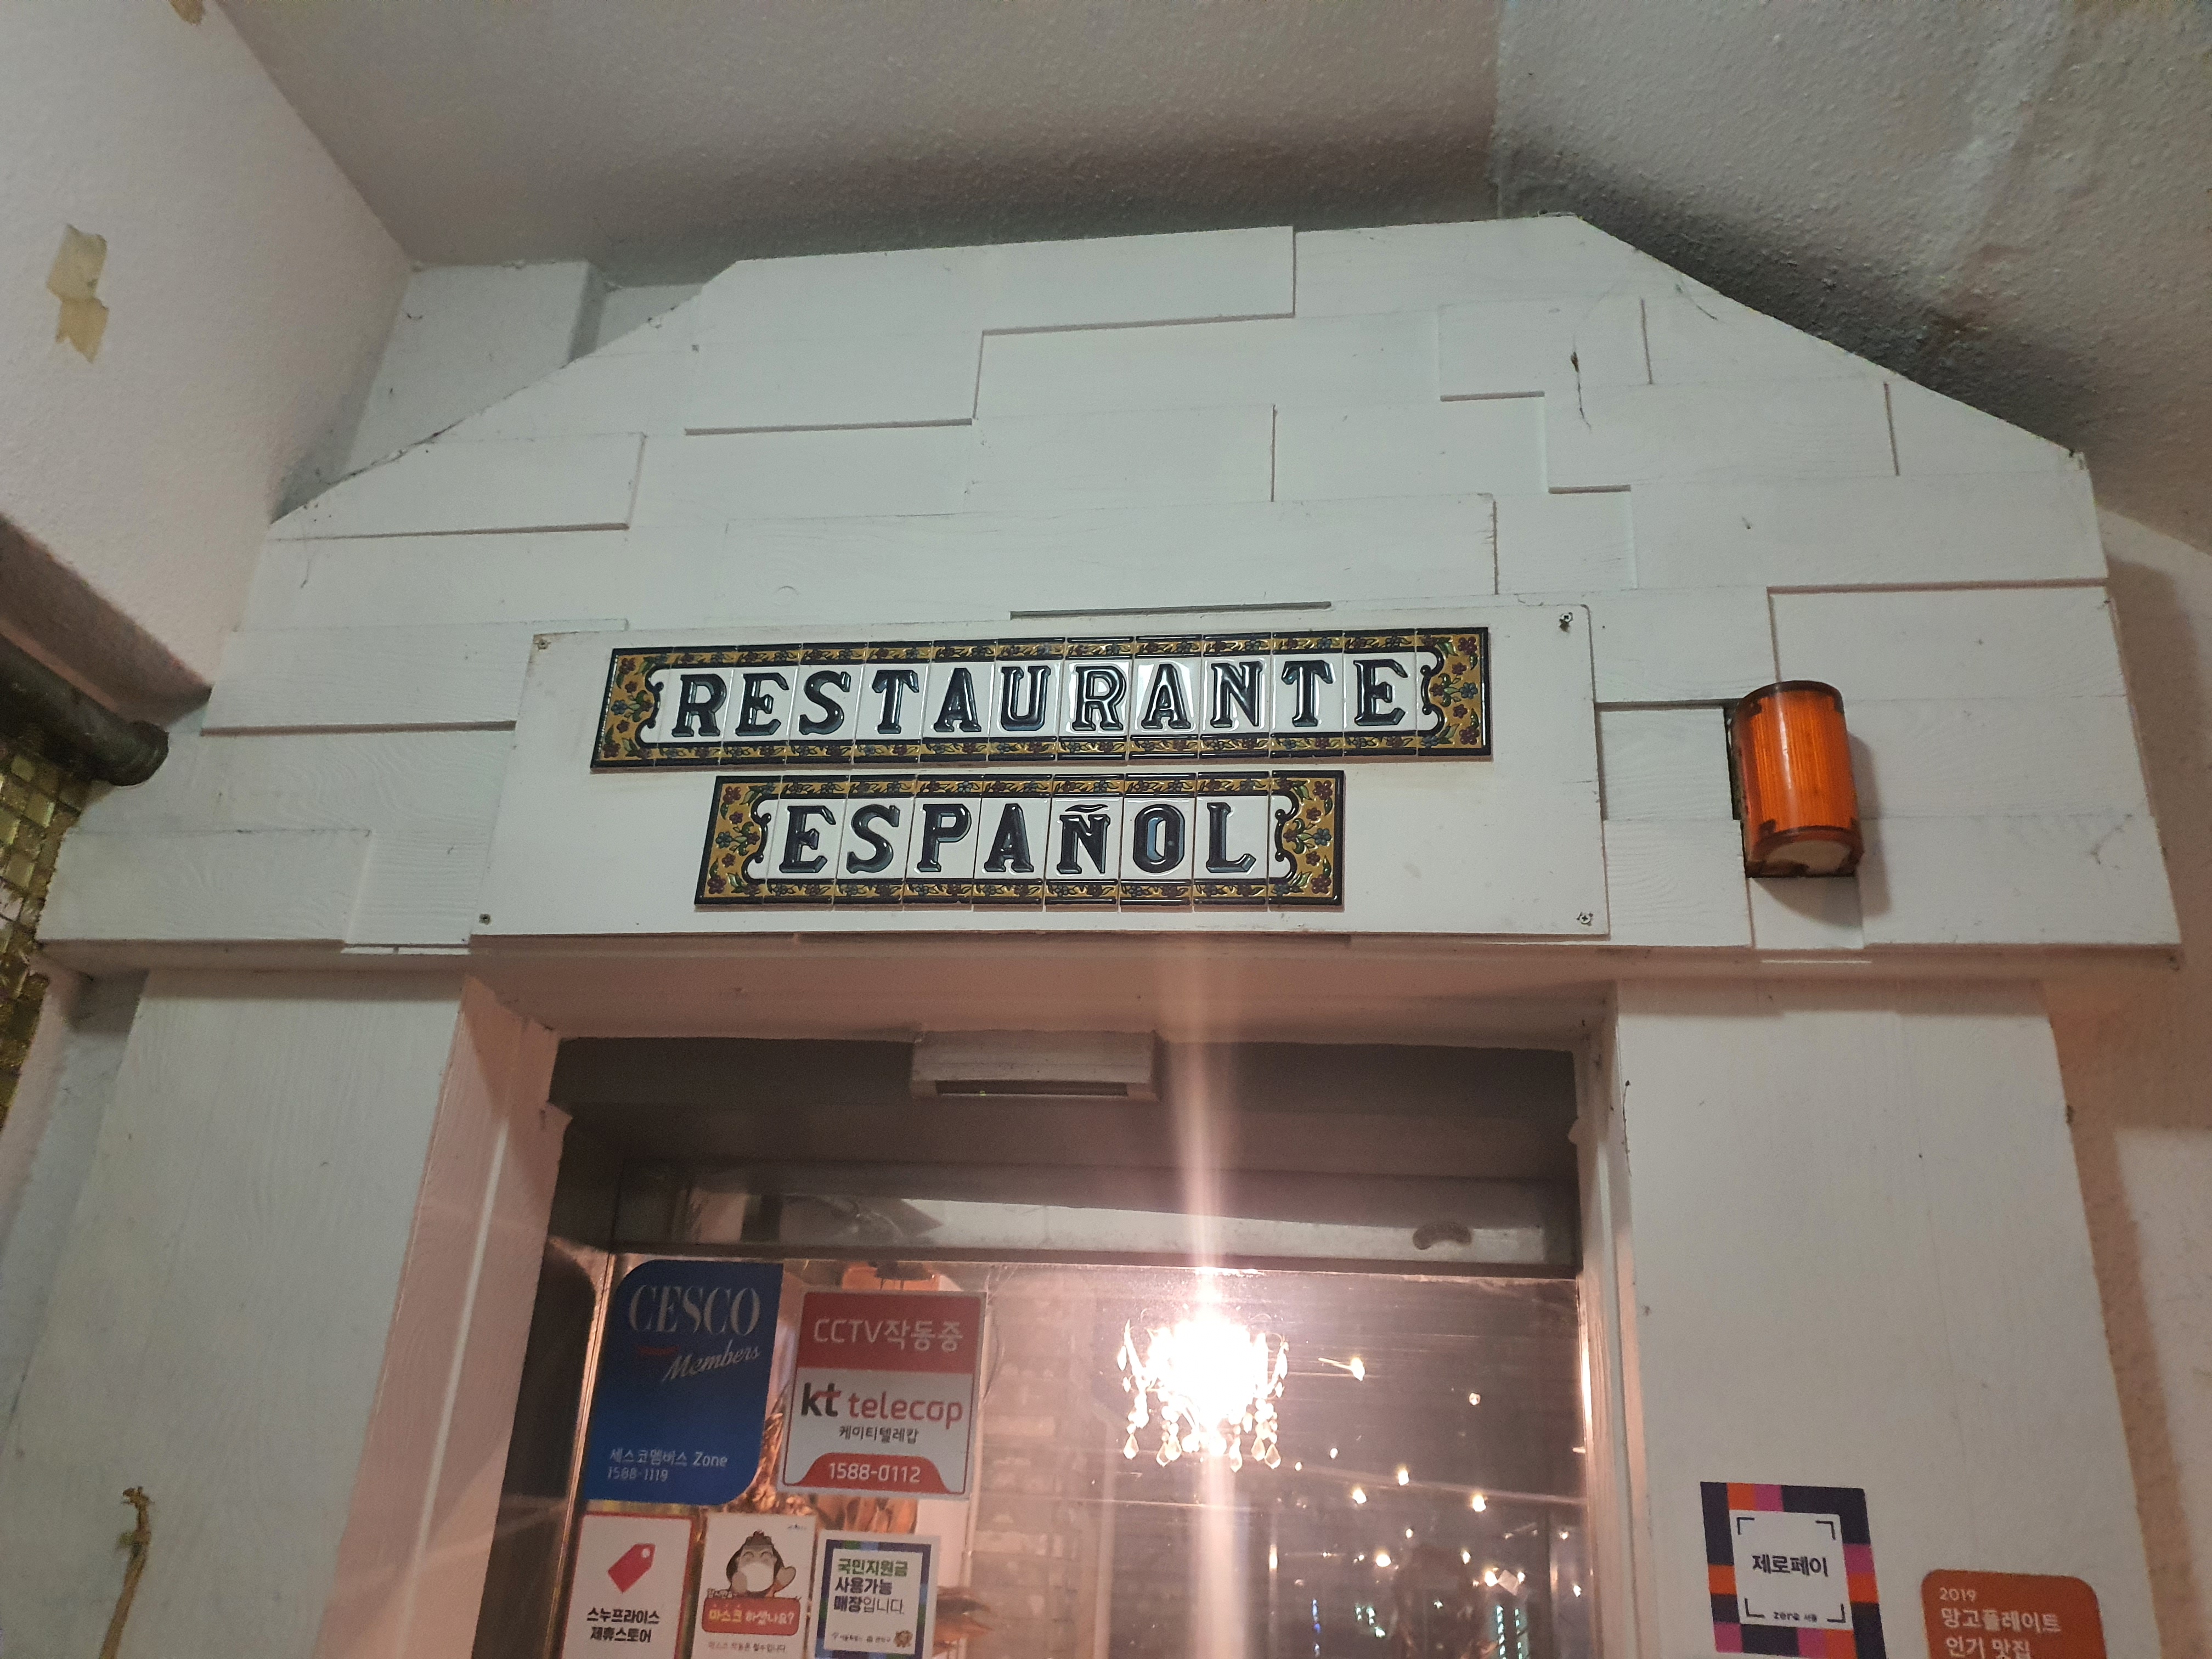 RESTAURANTE
ESPAÑOL
CESCO
Members
세스코멤버스 Zone
1588-1119
CCTV작동중
kt telecop
케이티텔레캅
1588-0112
스누프라이스
제휴스토어
마스크 하셨나요?
국민지원금
사용가능
매장입니다.
제로페이
zero 서울
2019
망고플레이트
인기 맛집